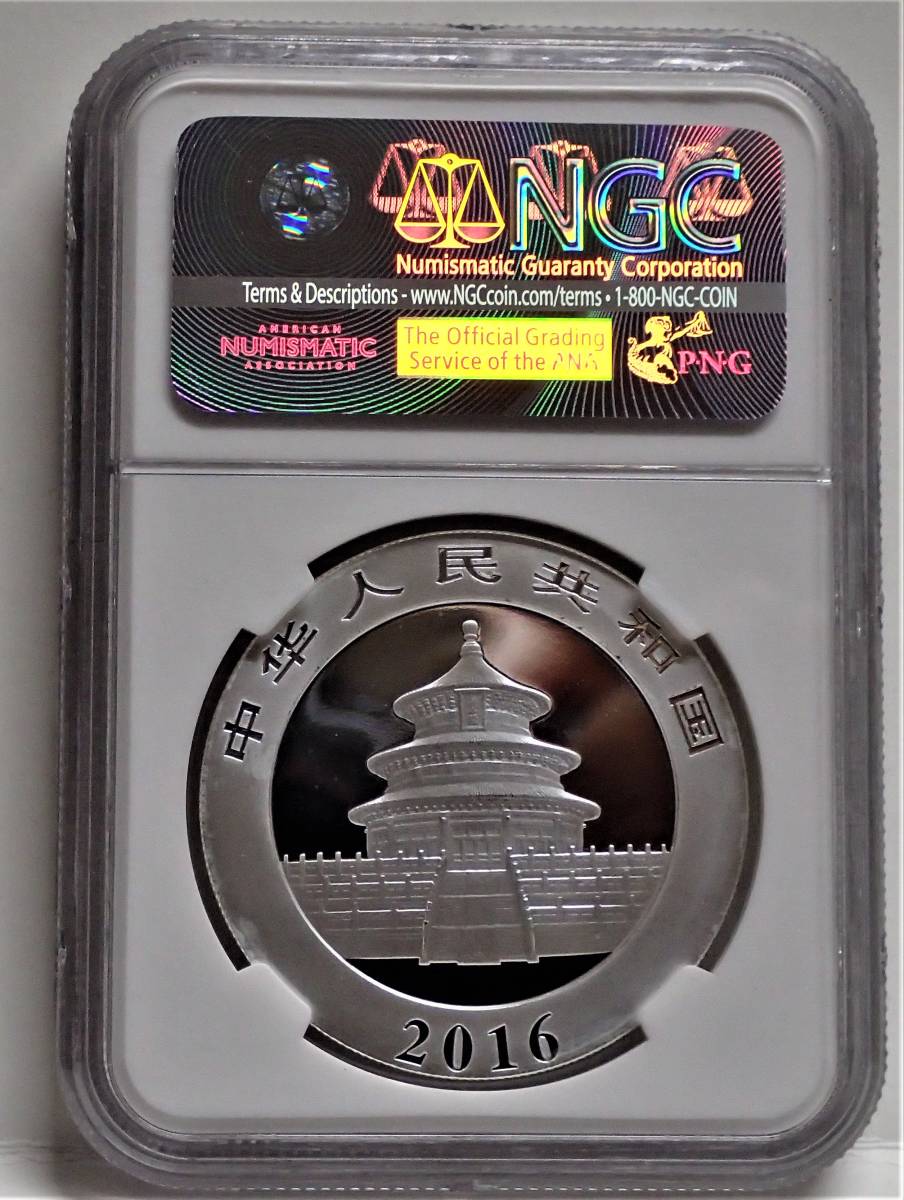 NGC
Numismatic Guaranty Corporation
Terms & Descriptions - www.NGCcoin.com/terms • 1-800-NGC-COIN
AMERICAN
NUMISMATIC
ASSOCIATION
The Official Grading
Service of the ANA
PNG
中华人民共和国
2016